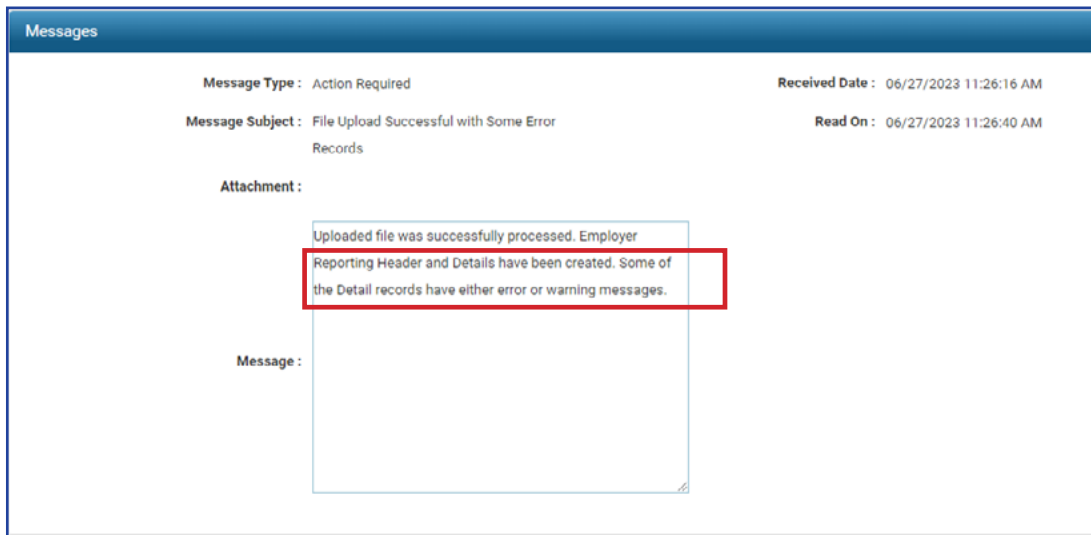 Messages
Message Type : Action Required
Received Date : 06/27/2023 11:26:16 AM
Message Subject : File Upload Successful with Some Error
Records
Read On : 06/27/2023 11:26:40 AM
Attachment :
Uploaded file was successfully processed. Employer
Reporting Header and Details have been created. Some of
the Detail records have either error or warning messages.
Message :